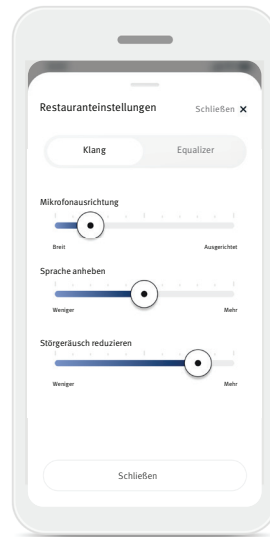 Restauranteinstellungen Schließen ✕
Klang Equalizer
Mikrofonausrichtung
Breit Ausgerichtet
Sprache anheben
Weniger Mehr
Störgeräusch reduzieren
Weniger Mehr
Schließen